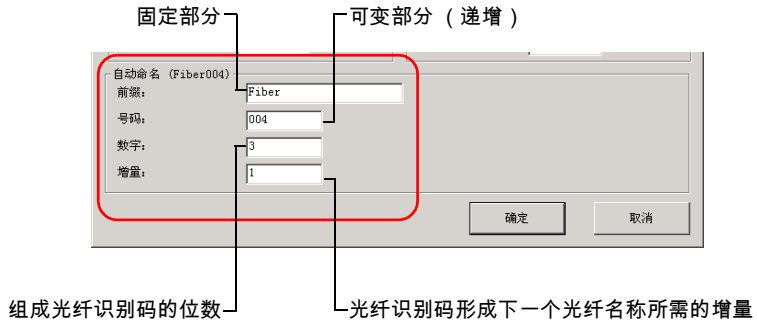 固定部分 可变部分（递增）
自动命名 (Fiber004)
前缀: Fiber
号码: 004
数字: 3
增量: 1
确定 取消
组成光纤识别码的位数 光纤识别码形成下一个光纤名称所需的增量